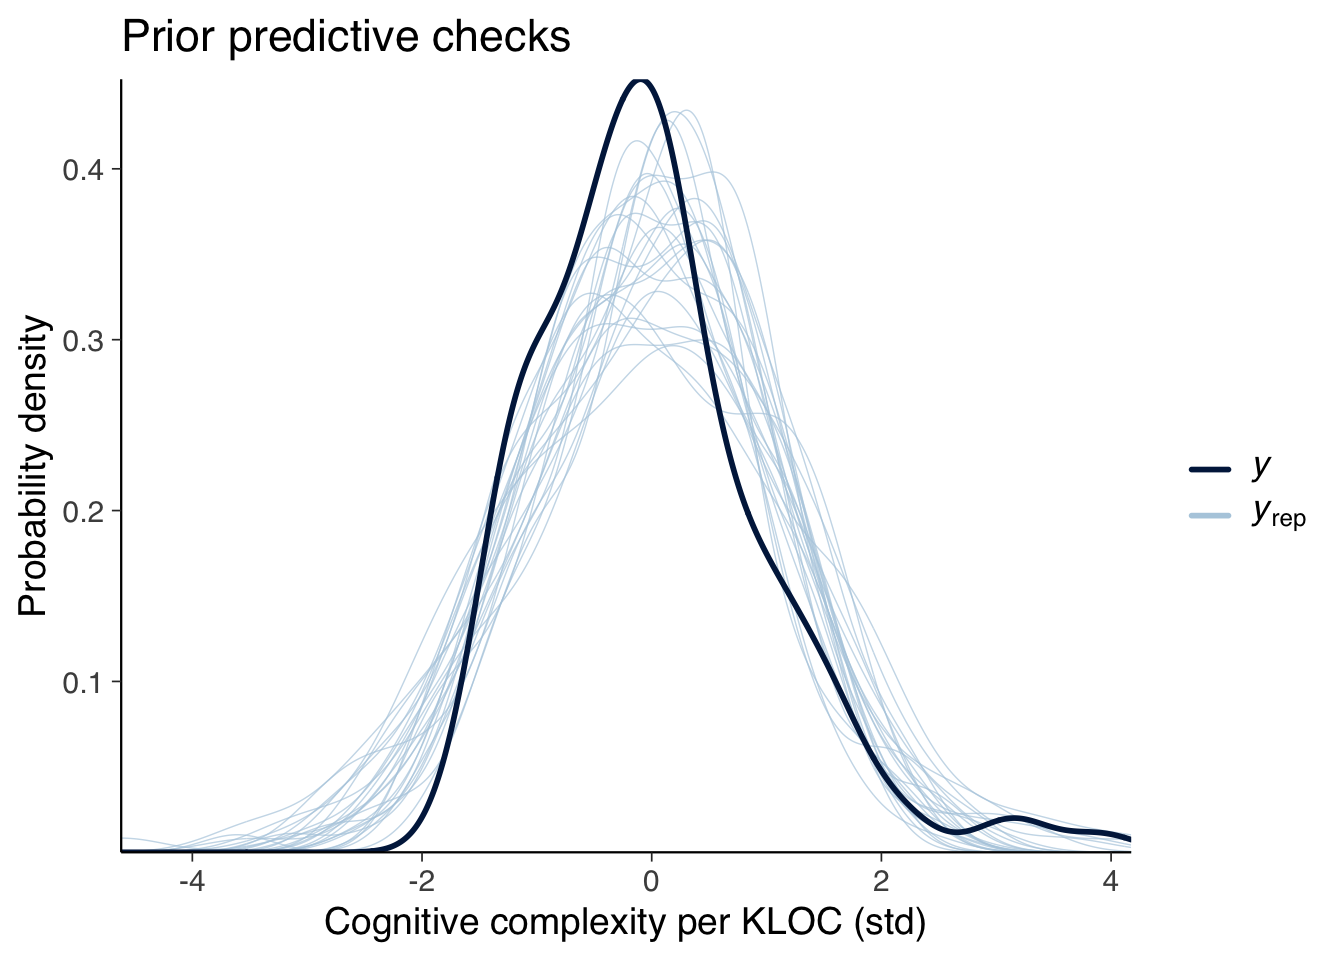 Prior predictive checks
0.4
0.3
0.2
0.1
Probability density
-4
-2
0
2
4
Cognitive complexity per KLOC (std)
y
yrep